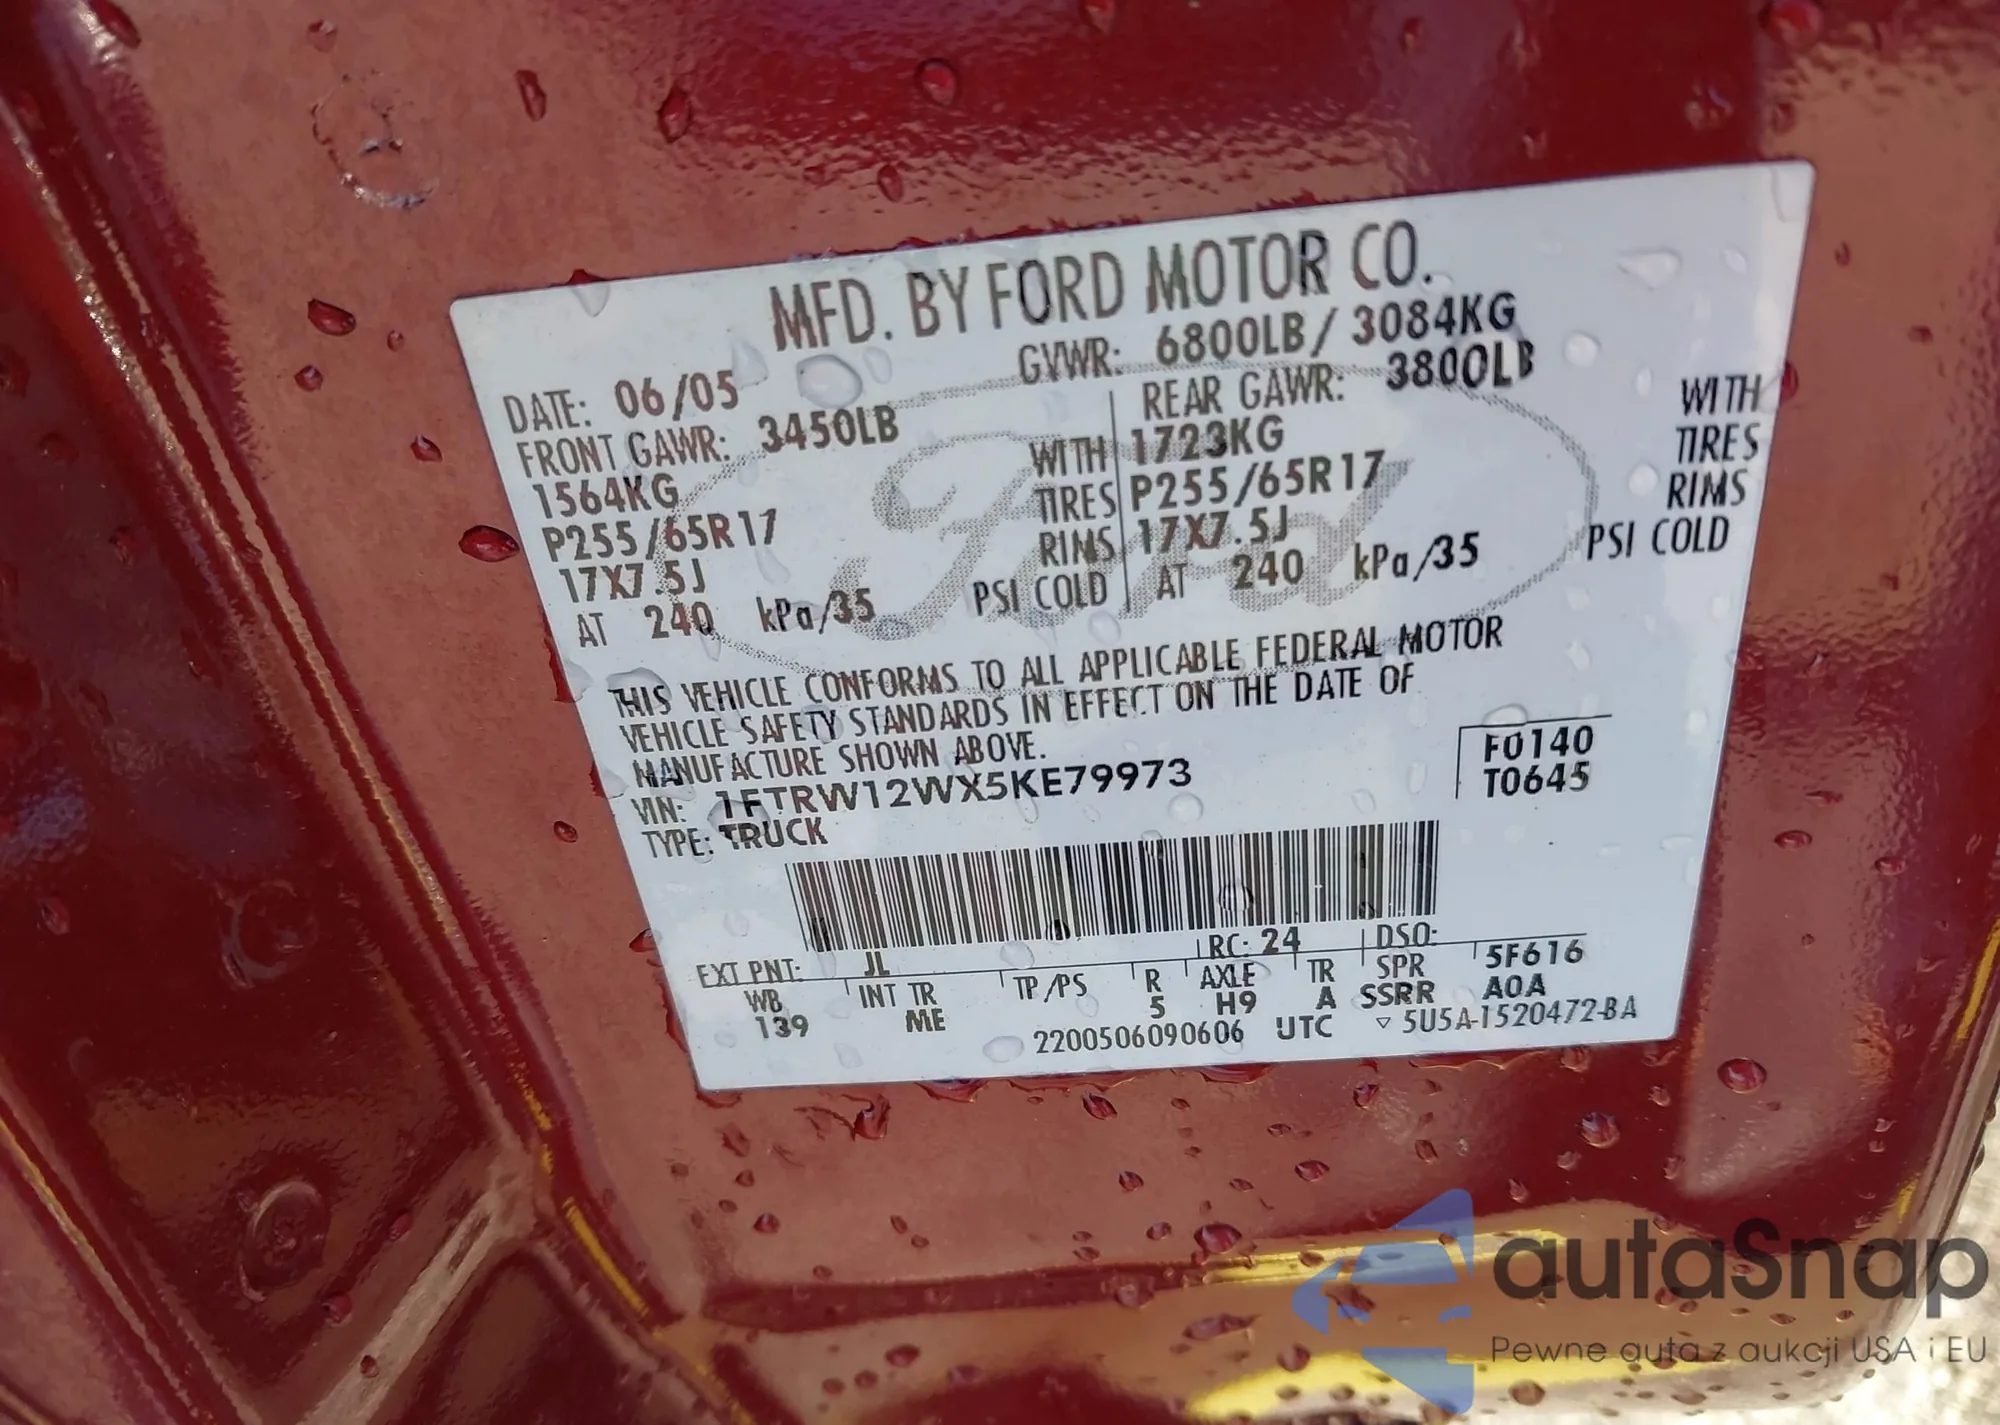 MFD. BY FORD MOTOR CO.
DATE: 06/05 GVWR: 6800LB/ 3084KG
FRONT GAWR: 3450LB REAR GAWR: 3800LB
1564KG WITH 1723KG WITH
P255/65R17 TIRES P255/65R17 TIRES
17X7.5J RIMS 17X7.5J RIMS
AT 240 kPa/35 PSI COLD AT 240 kPa/35 PSI COLD
Ford
THIS VEHICLE CONFORMS TO ALL APPLICABLE FEDERAL MOTOR
VEHICLE SAFETY STANDARDS IN EFFECT ON THE DATE OF
MANUFACTURE SHOWN ABOVE.
VIN: 1FTRW12WX5KE79973 F0140
TYPE: TRUCK T0645
EXT PNT: JL RC: 24 DSO:
WB INT TR TP/PS R AXLE TR SPR 5F616
139 ME 5 H9 A SSRR A0A
2200506090606 UTC ▽ 5U5A-1520472-BA
autaSnap
Pewne auta z aukcji USA i EU